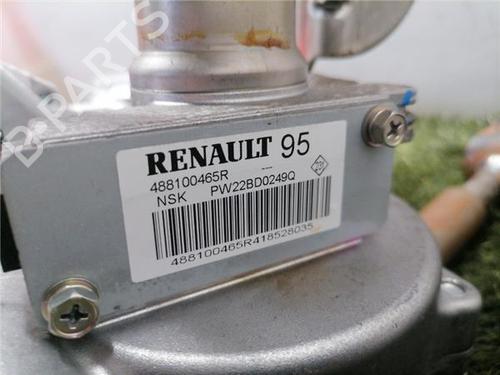 B-PARTS
RENAULT 95
488100465R
NSK PW22BD0249Q
488100465R418528035